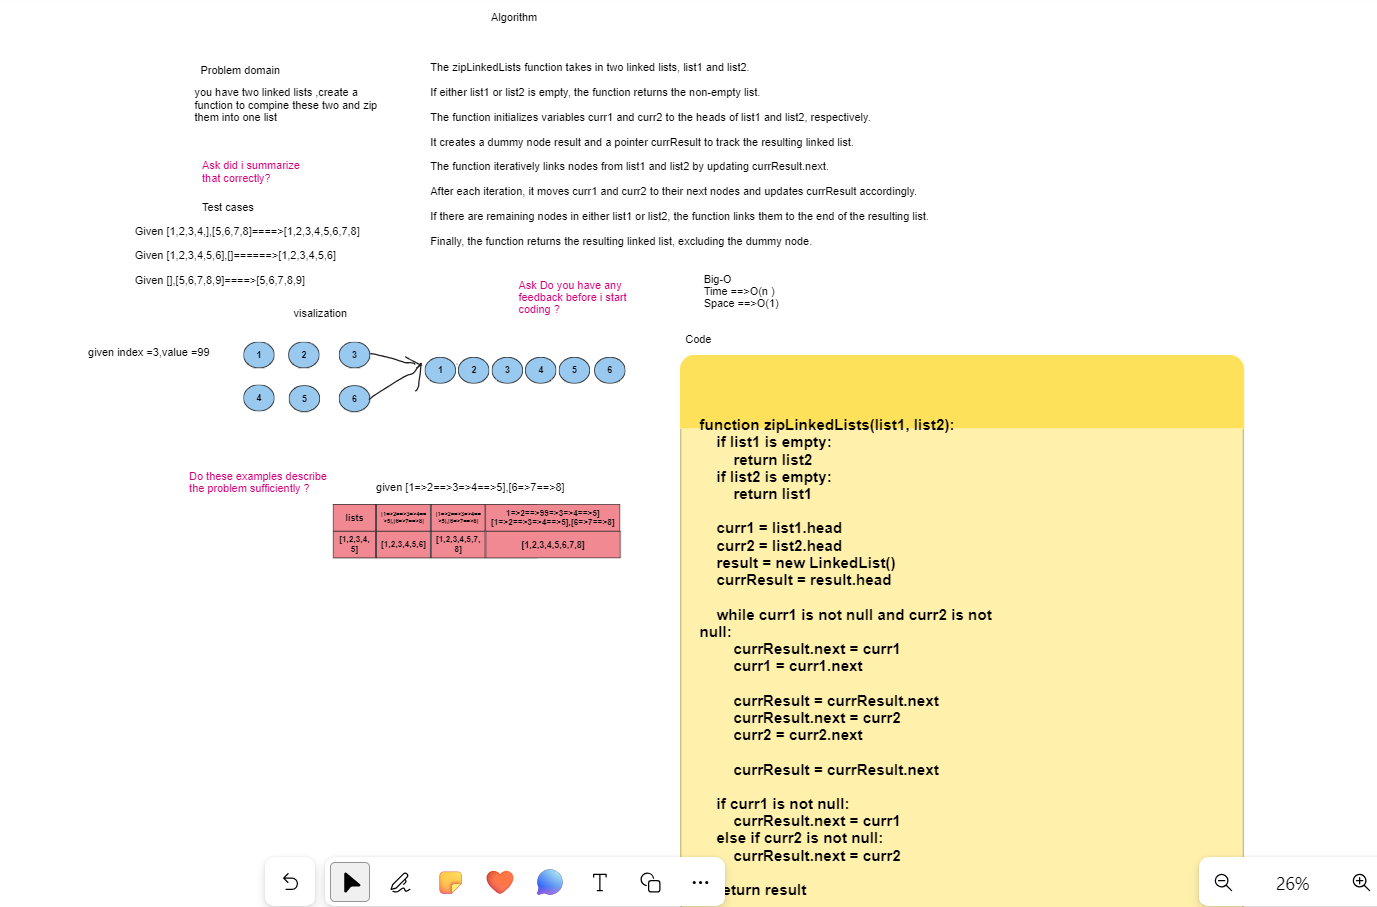 Algorithm
Problem domain
you have two linked lists ,create a
function to compine these two and zip
them into one list
Ask did i summarize
that correctly?
Test cases
Given [1,2,3,4,],[5,6,7,8]====>[1,2,3,4,5,6,7,8]
Given [1,2,3,4,5,6],[]======>[1,2,3,4,5,6]
Given [],[5,6,7,8,9]====>[5,6,7,8,9]
The zipLinkedLists function takes in two linked lists, list1 and list2.
If either list1 or list2 is empty, the function returns the non-empty list.
The function initializes variables curr1 and curr2 to the heads of list1 and list2, respectively.
It creates a dummy node result and a pointer currResult to track the resulting linked list.
The function iteratively links nodes from list1 and list2 by updating currResult.next.
After each iteration, it moves curr1 and curr2 to their next nodes and updates currResult accordingly.
If there are remaining nodes in either list1 or list2, the function links them to the end of the resulting list.
Finally, the function returns the resulting linked list, excluding the dummy node.
Ask Do you have any
feedback before i start
coding ?
Big-O
Time ==>O(n )
Space ==>O(1)
visalization
given index =3,value =99
1 2 3
4 5 6
1 2 3 4 5 6
Do these examples describe
the problem sufficiently ?
given [1=>2==>3=>4==>5],[6=>7==>8]
lists
1=>2==>99=>3=>4==>5]
[1=>2==>3=>4==>5],[6=>7==>8]
[1,2,3,4,
5]
[1,2,3,4,5,6]
[1,2,3,4,5,7,
8]
[1,2,3,4,5,6,7,8]
Code
function zipLinkedLists(list1, list2):
if list1 is empty:
return list2
if list2 is empty:
return list1
curr1 = list1.head
curr2 = list2.head
result = new LinkedList()
currResult = result.head
while curr1 is not null and curr2 is not
null:
currResult.next = curr1
curr1 = curr1.next
currResult = currResult.next
currResult.next = curr2
curr2 = curr2.next
currResult = currResult.next
if curr1 is not null:
currResult.next = curr1
else if curr2 is not null:
currResult.next = curr2
eturn result
T
26%